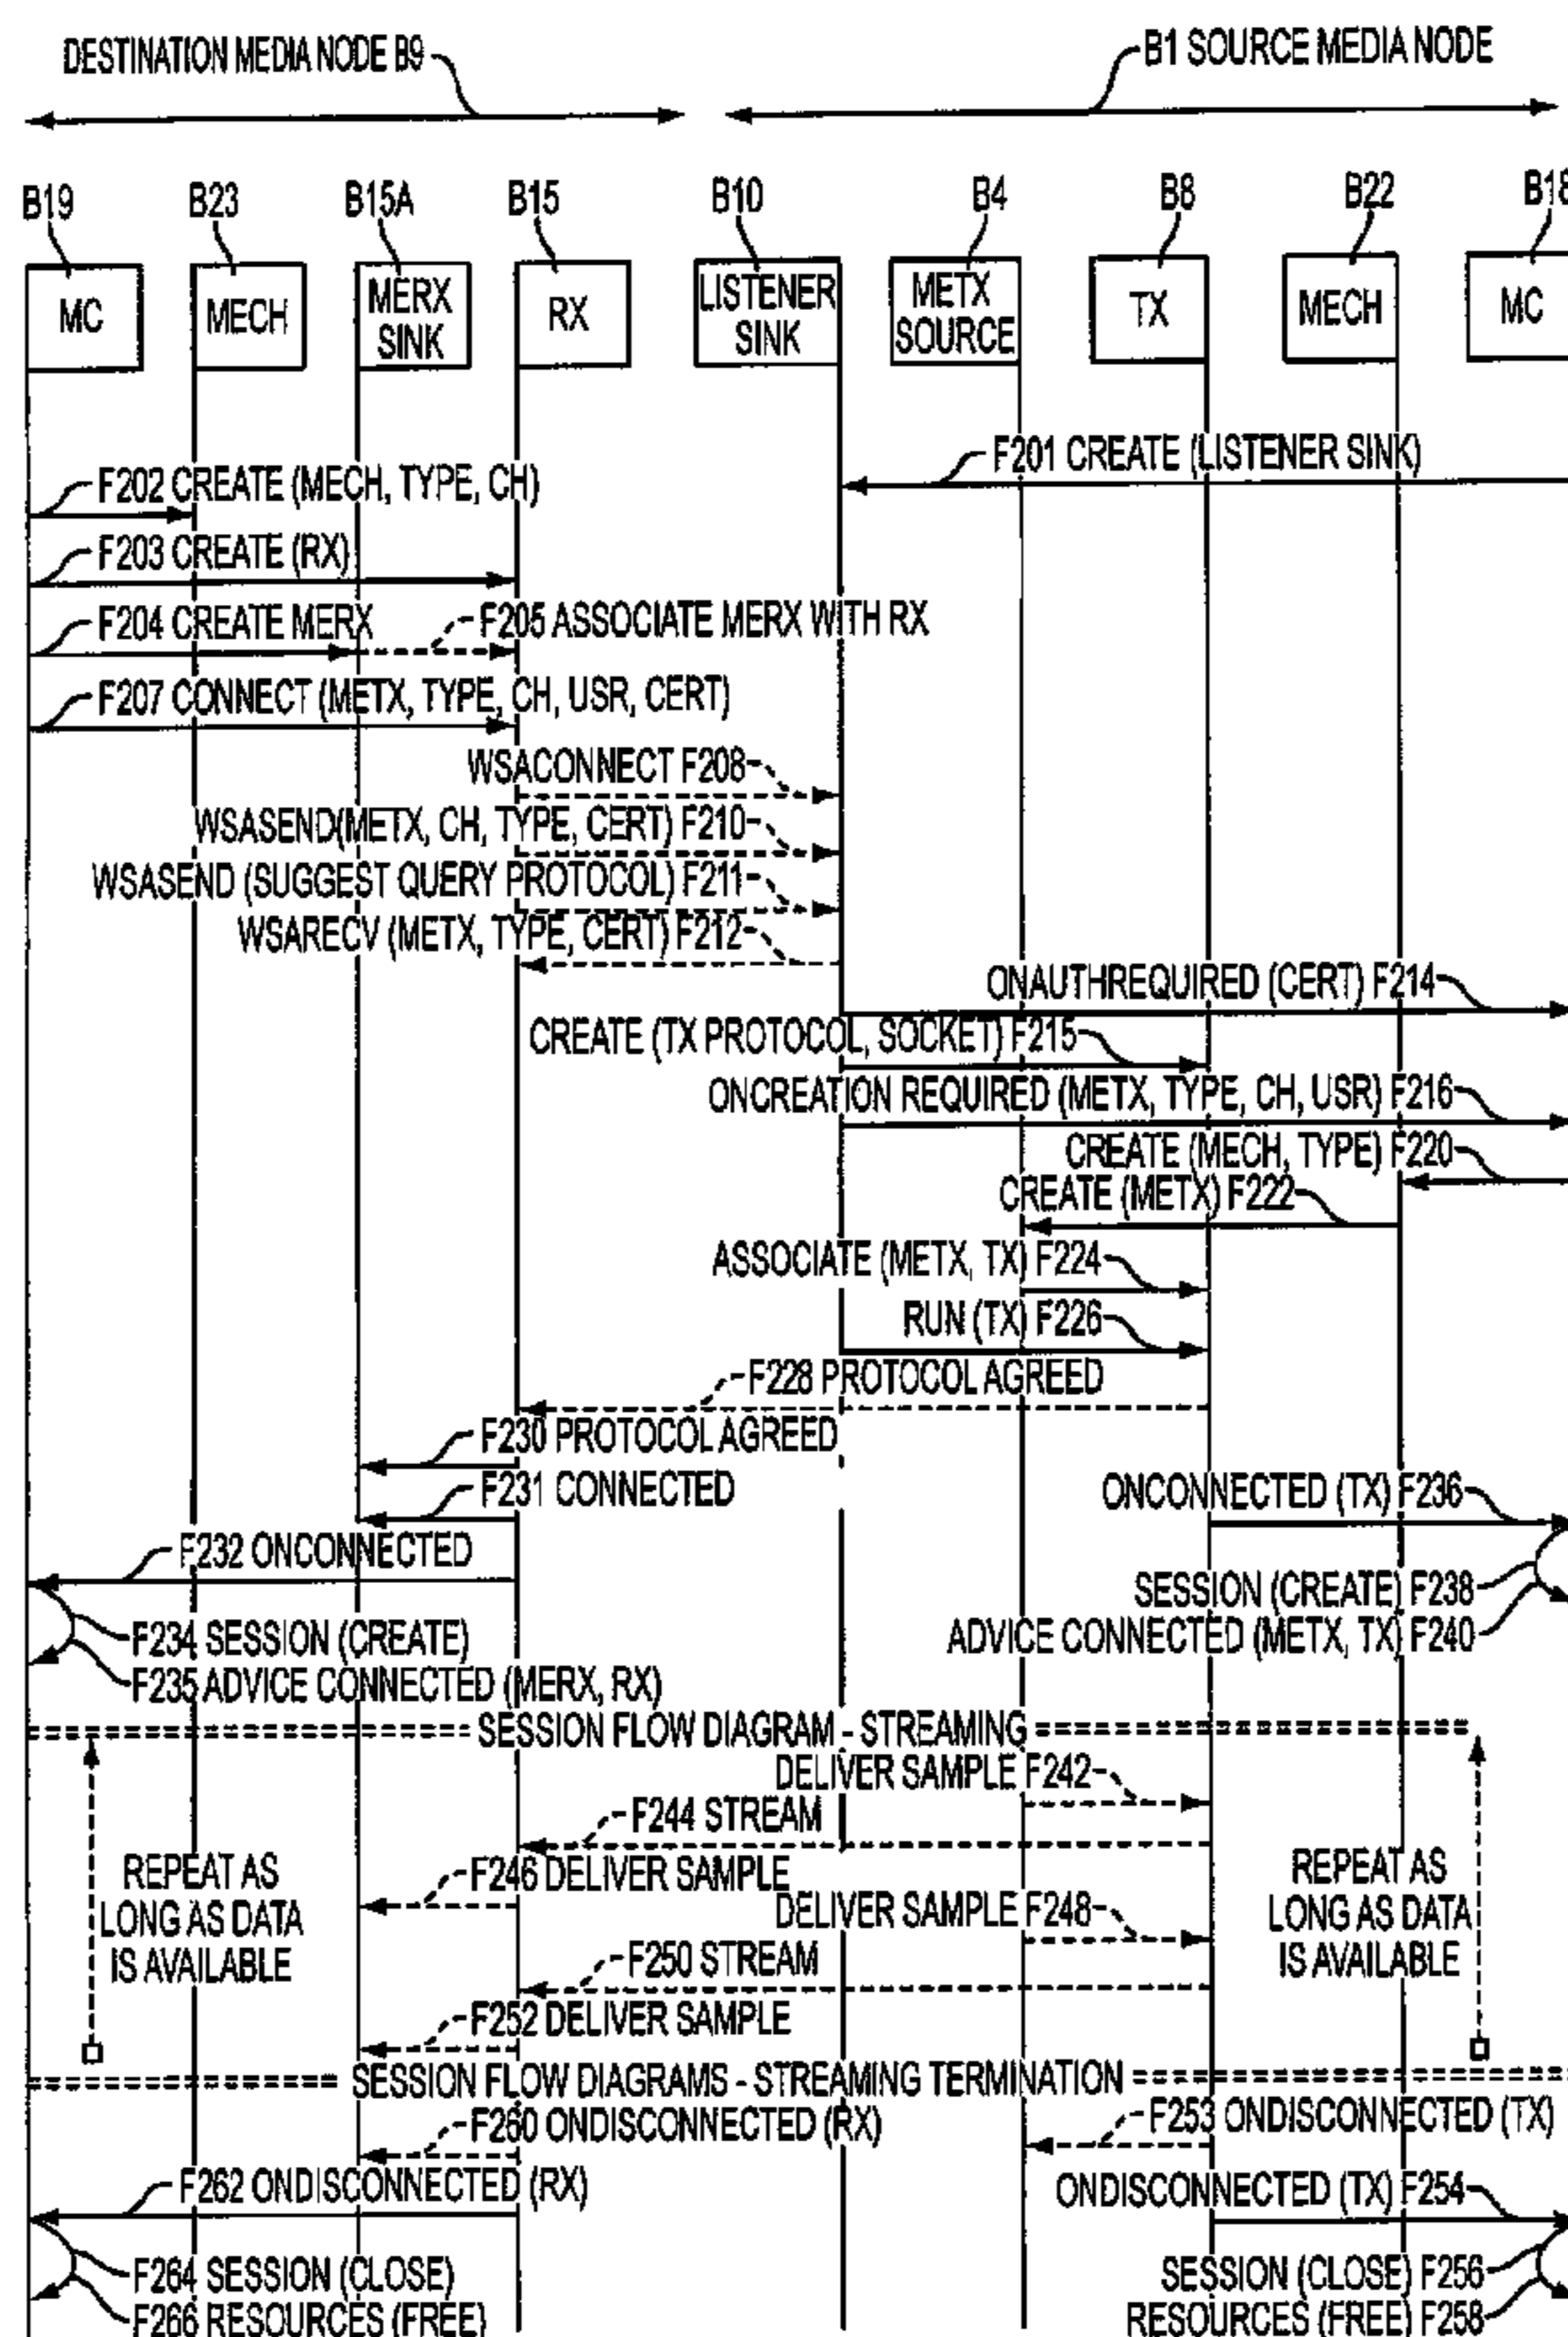 DESTINATION MEDIA NODE B9
B1 SOURCE MEDIA NODE
B19
B23
B15A
B15
B10
B4
B8
B22
B18
MC
MECH
MERX
SINK
RX
LISTENER
SINK
METX
SOURCE
TX
MECH
MC
F201 CREATE (LISTENER SINK)
F202 CREATE (MECH, TYPE, CH)
F203 CREATE (RX)
F204 CREATE MERX
F205 ASSOCIATE MERX WITH RX
F207 CONNECT (METX, TYPE, CH, USR, CERT)
WSACONNECT F208
WSASEND(METX, CH, TYPE, CERT) F210
WSASEND (SUGGEST QUERY PROTOCOL) F211
WSARECV (METX, TYPE, CERT) F212
ONAUTHREQUIRED (CERT) F214
CREATE (TX PROTOCOL, SOCKET) F215
ONCREATION REQUIRED (METX, TYPE, CH, USR) F216
CREATE (MECH, TYPE) F220
CREATE (METX) F222
ASSOCIATE (METX, TX) F224
RUN (TX) F226
F228 PROTOCOL AGREED
F230 PROTOCOL AGREED
F231 CONNECTED
ONCONNECTED (TX) F236
F232 ONCONNECTED
SESSION (CREATE) F238
F234 SESSION (CREATE)
ADVICE CONNECTED (METX, TX) F240
F235 ADVICE CONNECTED (MERX, RX)
SESSION FLOW DIAGRAM - STREAMING
DELIVER SAMPLE F242
F244 STREAM
F246 DELIVER SAMPLE
DELIVER SAMPLE F248
F250 STREAM
F252 DELIVER SAMPLE
REPEAT AS
LONG AS DATA
IS AVAILABLE
REPEAT AS
LONG AS DATA
IS AVAILABLE
SESSION FLOW DIAGRAMS - STREAMING TERMINATION
F260 ONDISCONNECTED (RX)
F253 ONDISCONNECTED (TX)
F262 ONDISCONNECTED (RX)
ONDISCONNECTED (TX) F254
F264 SESSION (CLOSE)
SESSION (CLOSE) F256
F266 RESOURCES (FREE)
RESOURCES (FREE) F258